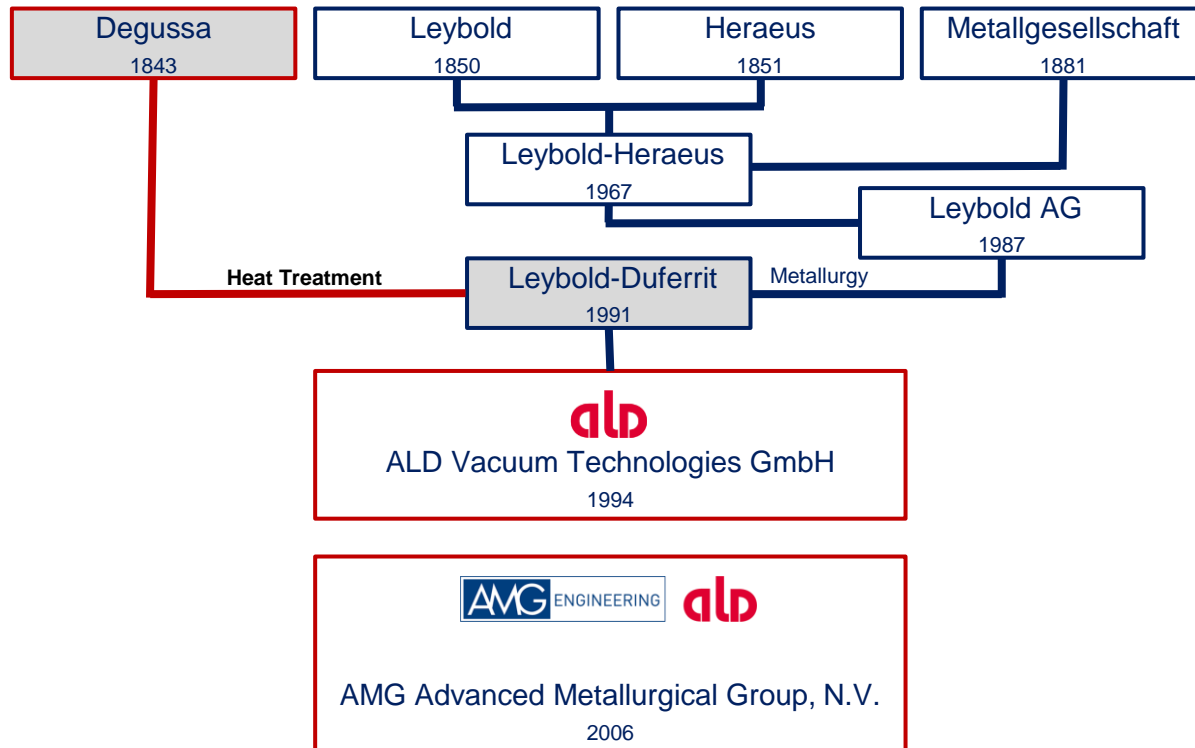 Degussa
1843
Leybold
1850
Heraeus
1851
Metallgesellschaft
1881
Leybold-Heraeus
1967
Leybold AG
1987
Heat Treatment
Leybold-Duferrit
1991
Metallurgy
ald
ALD Vacuum Technologies GmbH
1994
AMG ENGINEERING ald
AMG Advanced Metallurgical Group, N.V.
2006